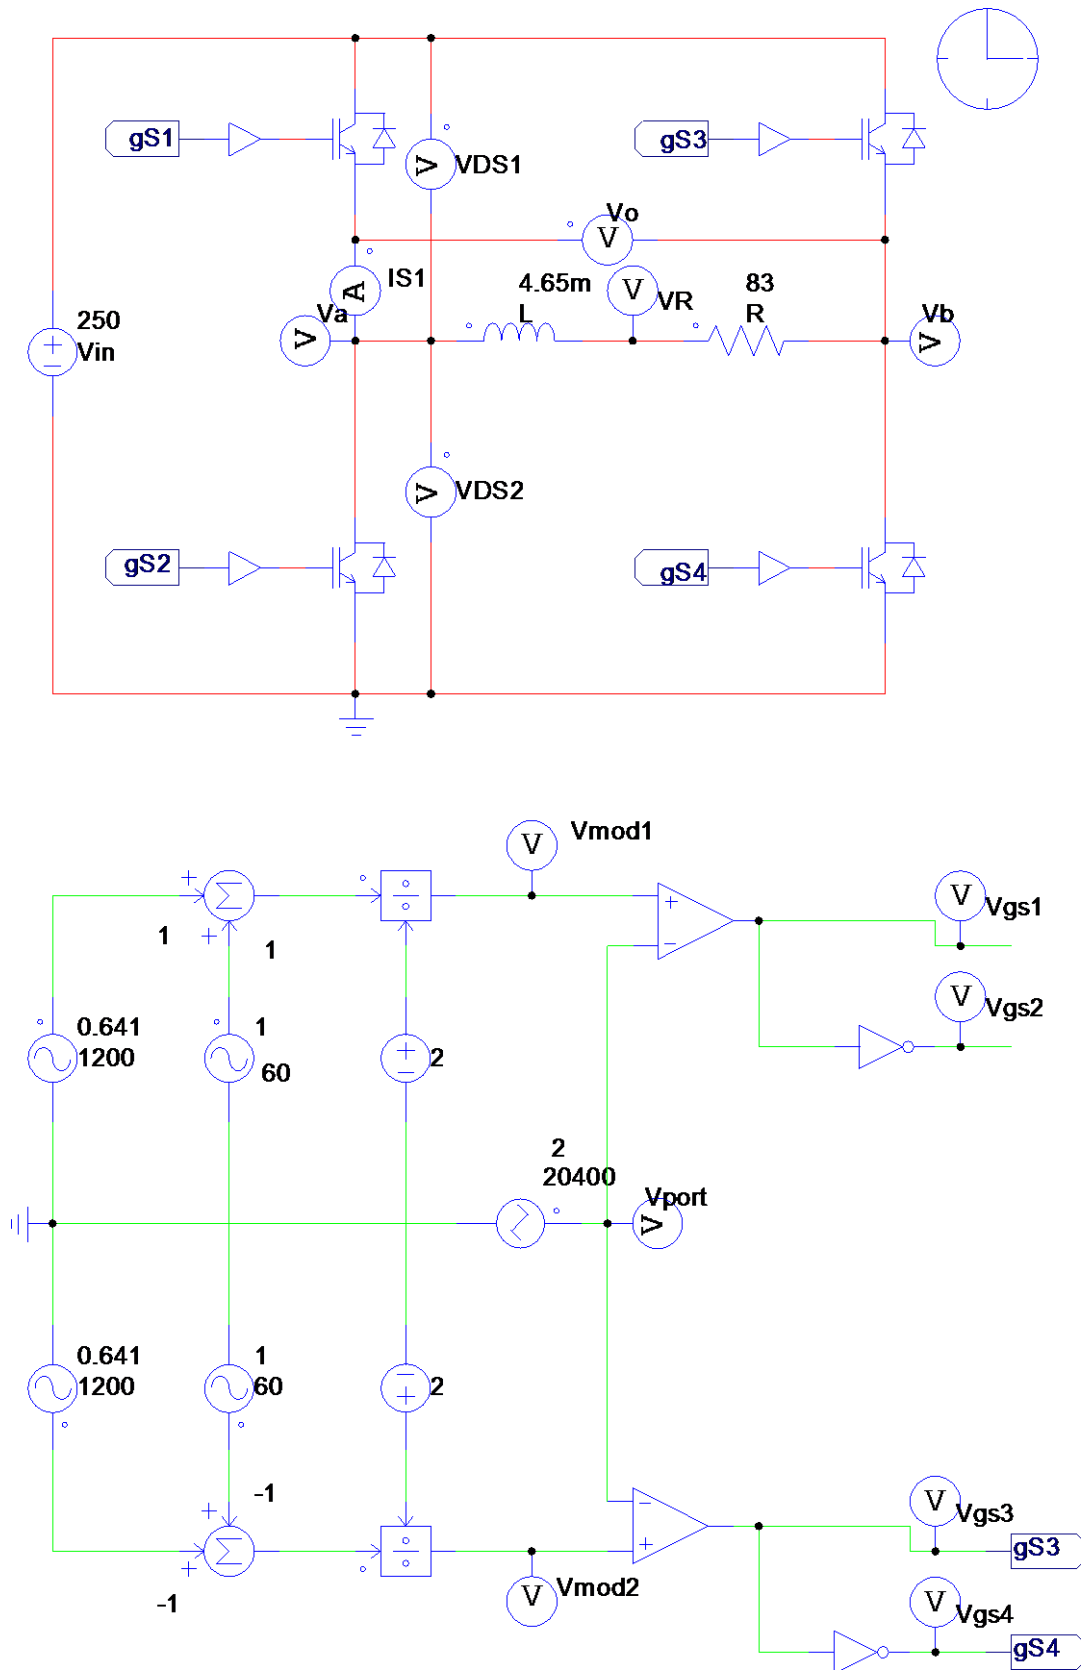 gS1
gS3
VDS1
Vo
IS1
4.65m
L
83
R
VR
Va
Vb
250
Vin
A
V
V
V
V
V
V
VDS2
gS2
gS4
Vmod1
V
V
Vgs1
1
1
V
Vgs2
0.641
1200
1
60
2
2
20400
Vport
V
0.641
1200
1
60
2
-1
-1
V
Vgs3
gS3
Vmod2
V
V
Vgs4
gS4